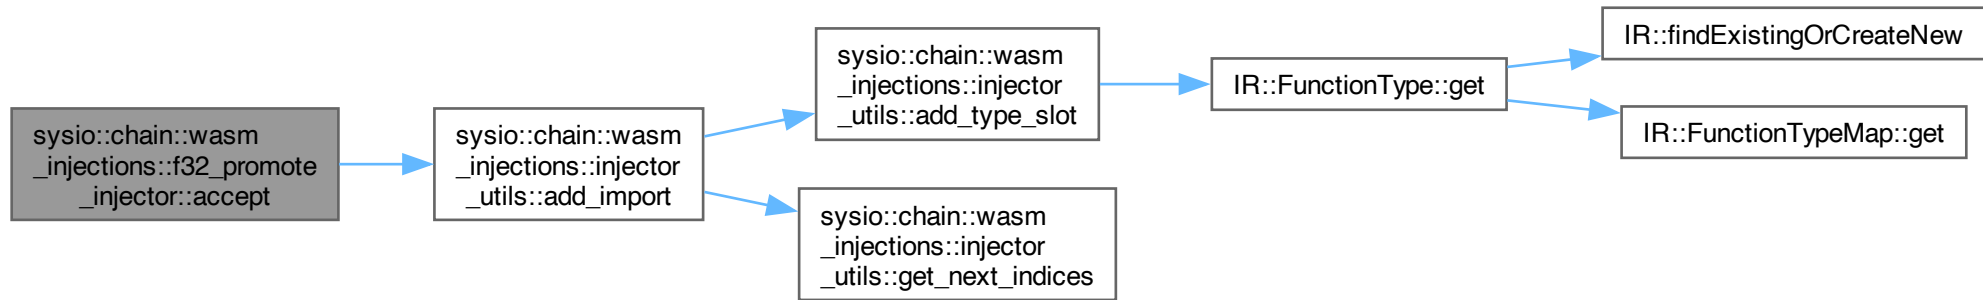 sysio::chain::wasm
_injections::f32_promote
_injector::accept
sysio::chain::wasm
_injections::injector
_utils::add_import
sysio::chain::wasm
_injections::injector
_utils::add_type_slot
sysio::chain::wasm
_injections::injector
_utils::get_next_indices
IR::FunctionType::get
IR::findExistingOrCreateNew
IR::FunctionTypeMap::get